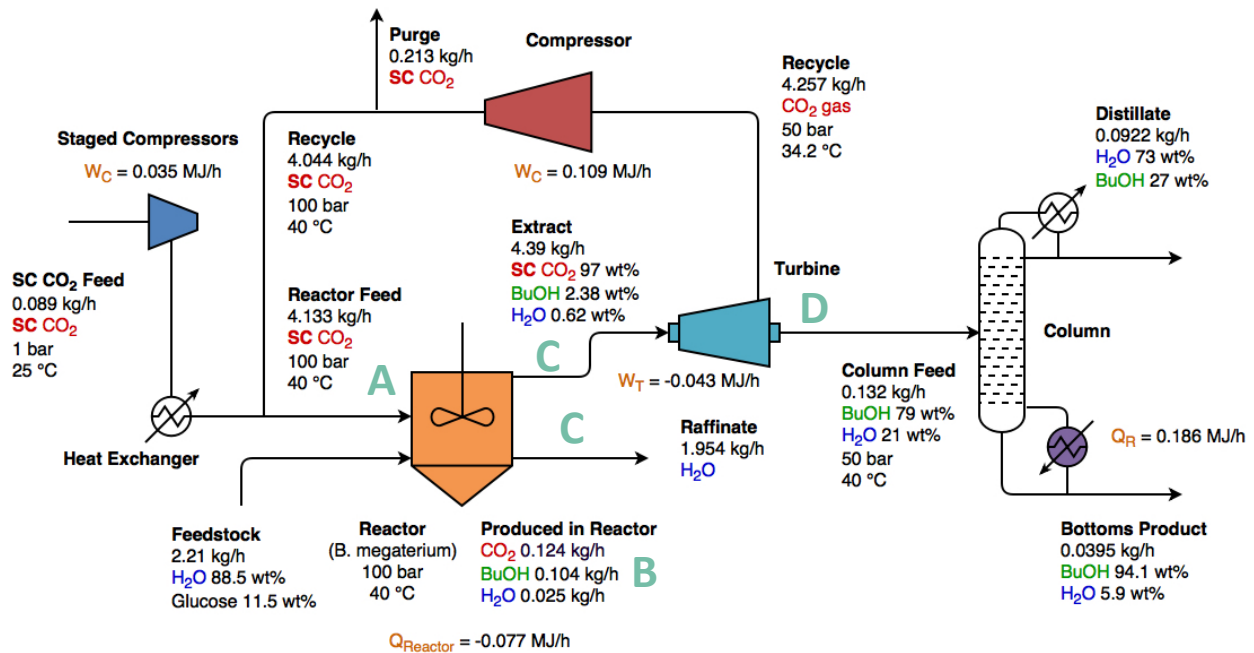 Purge
0.213 kg/h
SC CO₂
Compressor
Recycle
4.257 kg/h
CO₂ gas
50 bar
34.2 °C
Distillate
0.0922 kg/h
H₂O 73 wt%
BuOH 27 wt%
Staged Compressors
W_C = 0.035 MJ/h
Recycle
4.044 kg/h
SC CO₂
100 bar
40 °C
W_C = 0.109 MJ/h
Extract
4.39 kg/h
SC CO₂ 97 wt%
BuOH 2.38 wt%
H₂O 0.62 wt%
SC CO₂ Feed
0.089 kg/h
SC CO₂
1 bar
25 °C
Reactor Feed
4.133 kg/h
SC CO₂
100 bar
40 °C
Turbine
D
Column
A
C
W_T = -0.043 MJ/h
Column Feed
0.132 kg/h
BuOH 79 wt%
H₂O 21 wt%
50 bar
40 °C
C
Raffinate
1.954 kg/h
H₂O
Q_R = 0.186 MJ/h
Heat Exchanger
Feedstock
2.21 kg/h
H₂O 88.5 wt%
Glucose 11.5 wt%
Reactor
(B. megaterium)
100 bar
40 °C
Produced in Reactor
CO₂ 0.124 kg/h
BuOH 0.104 kg/h
H₂O 0.025 kg/h
B
Bottoms Product
0.0395 kg/h
BuOH 94.1 wt%
H₂O 5.9 wt%
Q_Reactor = -0.077 MJ/h